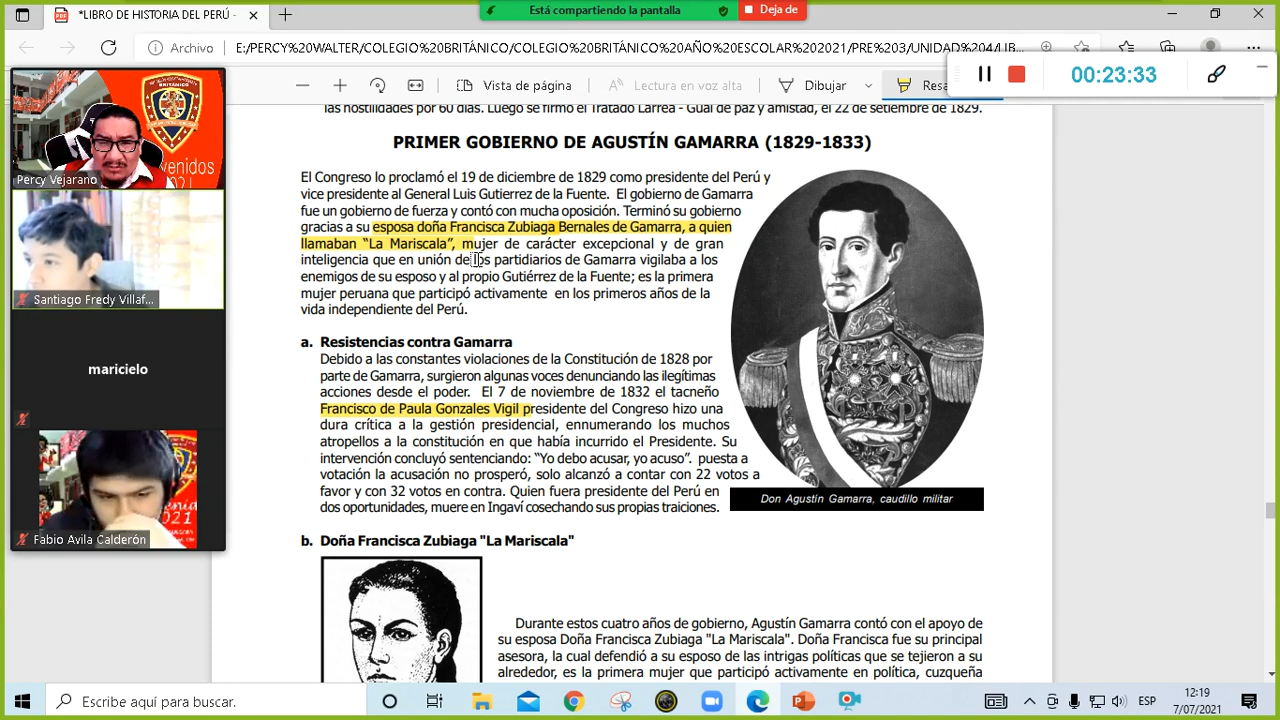 *LIBRO DE HISTORIA DEL PERÚ -
Está compartiendo la pantalla
Deja de
Archivo
E:/PERCY%20WALTER/COLEGIO%20BRITÁNICO/COLEGIO%20BRITÁNICO%20AÑO%20ESCOLAR%202021/PRE%203/UNIDAD%204/LIB...
Vista de página
Lectura en voz alta
Dibujar
Resa
00:23:33
las hostilidades por 60 días. Luego se firmó el Tratado Larrea - Gual de paz y amistad, el 22 de setiembre de 1829.
PRIMER GOBIERNO DE AGUSTÍN GAMARRA (1829-1833)
El Congreso lo proclamó el 19 de diciembre de 1829 como presidente del Perú y
vice presidente al General Luis Gutierrez de la Fuente. El gobierno de Gamarra
fue un gobierno de fuerza y contó con mucha oposición. Terminó su gobierno
gracias a su esposa doña Francisca Zubiaga Bernales de Gamarra, a quien
llamaban “La Mariscala”, mujer de carácter excepcional y de gran
inteligencia que en unión de los partidiarios de Gamarra vigilaba a los
enemigos de su esposo y al propio Gutiérrez de la Fuente; es la primera
mujer peruana que participó activamente en los primeros años de la
vida independiente del Perú.
a. Resistencias contra Gamarra
Debido a las constantes violaciones de la Constitución de 1828 por
parte de Gamarra, surgieron algunas voces denunciando las ilegítimas
acciones desde el poder. El 7 de noviembre de 1832 el tacneño
Francisco de Paula Gonzales Vigil presidente del Congreso hizo una
dura crítica a la gestión presidencial, ennumerando los muchos
atropellos a la constitución en que había incurrido el Presidente. Su
intervención concluyó sentenciando: “Yo debo acusar, yo acuso”. puesta a
votación la acusación no prosperó, solo alcanzó a contar con 22 votos a
favor y con 32 votos en contra. Quien fuera presidente del Perú en
dos oportunidades, muere en Ingaví cosechando sus propias traiciones.
Don Agustín Gamarra, caudillo militar
b. Doña Francisca Zubiaga "La Mariscala"
Durante estos cuatro años de gobierno, Agustín Gamarra contó con el apoyo de
su esposa Doña Francisca Zubiaga "La Mariscala". Doña Francisca fue su principal
asesora, la cual defendió a su esposo de las intrigas políticas que se tejieron a su
alrededor, es la primera mujer que participó activamente en política, cuzqueña
BRITÁNICO
venidos
021
Percy Vejarano
Santiago Fredy Villaf...
maricielo
Fabio Avila Calderón
Escribe aquí para buscar.
ESP
12:19
7/07/2021